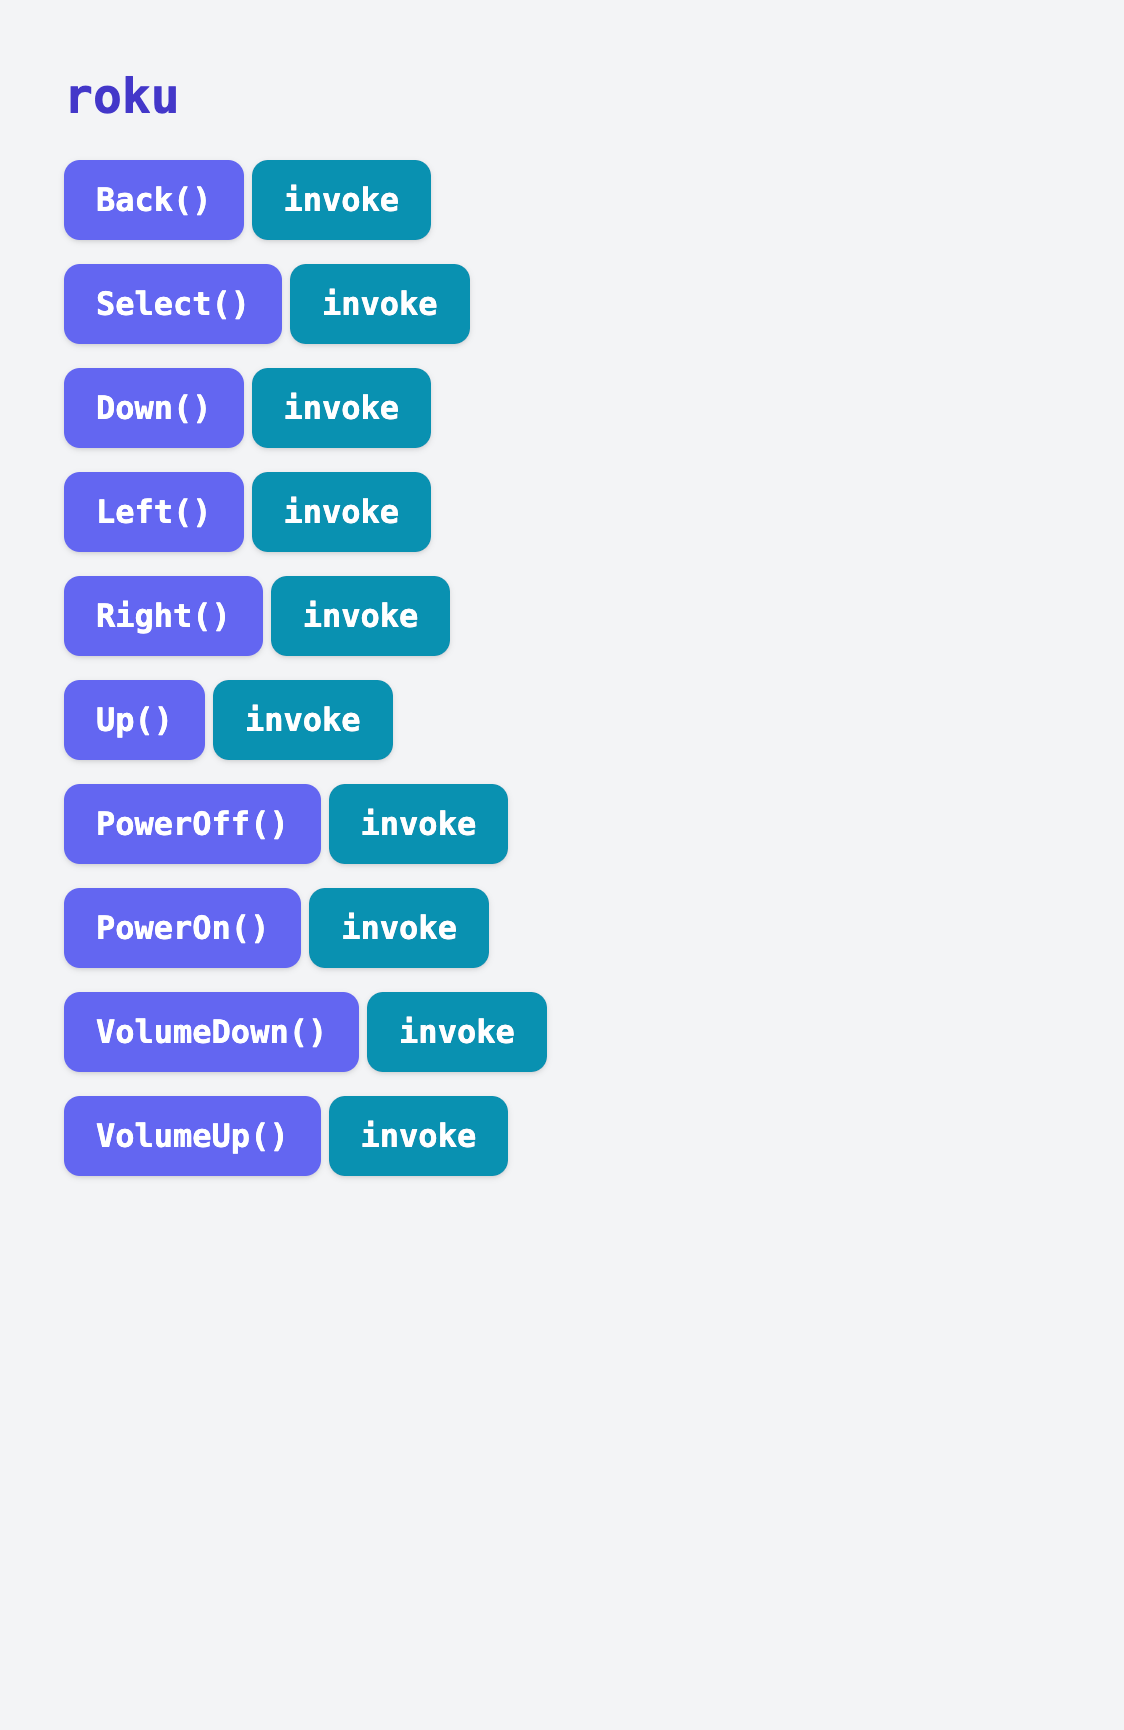 roku
Back() invoke
Select() invoke
Down() invoke
Left() invoke
Right() invoke
Up() invoke
PowerOff() invoke
PowerOn() invoke
VolumeDown() invoke
VolumeUp() invoke